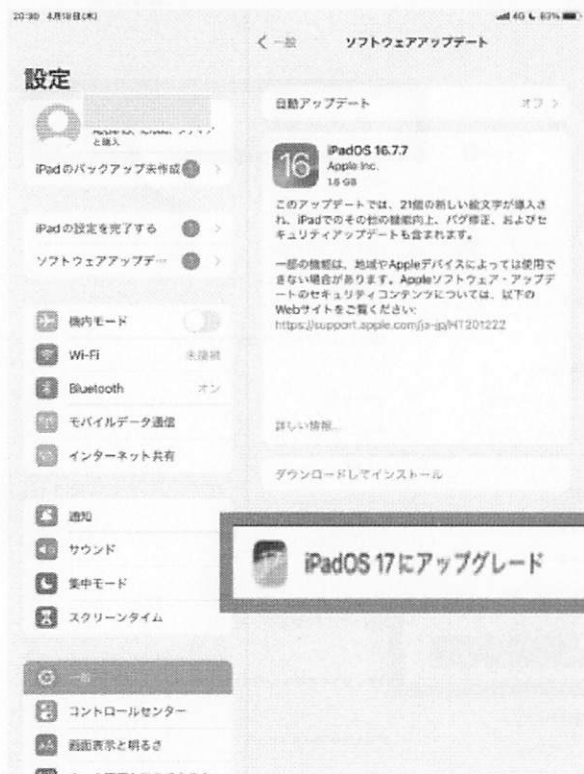 20:30 4月18日(木)
4G 83%
設定
と購入
iPadのバックアップ未作成
iPadの設定を完了する
ソフトウェアアップデー…
機内モード
Wi-Fi 未接続
Bluetooth オン
モバイルデータ通信
インターネット共有
通知
サウンド
集中モード
スクリーンタイム
一般
コントロールセンター
画面表示と明るさ
一般
ソフトウェアアップデート
自動アップデート オフ
16
iPadOS 16.7.7
Apple Inc.
1.6 GB
このアップデートでは、21個の新しい絵文字が導入さ
れ、iPadでのその他の機能向上、バグ修正、およびセ
キュリティアップデートも含まれます。
一部の機能は、地域やAppleデバイスによっては使用で
きない場合があります。Appleソフトウェア・アップデ
ートのセキュリティコンテンツについては、以下の
Webサイトをご覧ください:
https://support.apple.com/ja-jp/HT201222
詳しい情報...
ダウンロードしてインストール
iPadOS 17にアップグレード